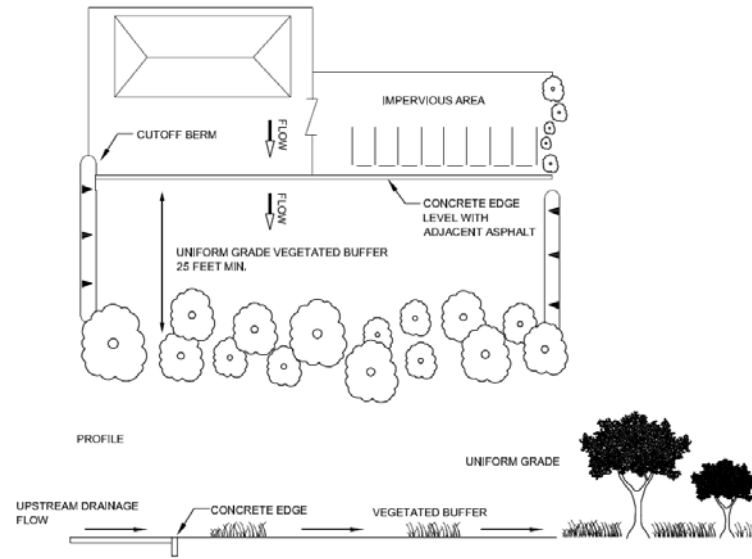 IMPERVIOUS AREA
FLOW
CUTOFF BERM
FLOW
CONCRETE EDGE
LEVEL WITH
ADJACENT ASPHALT
UNIFORM GRADE VEGETATED BUFFER
25 FEET MIN.
PROFILE
UNIFORM GRADE
UPSTREAM DRAINAGE
FLOW
CONCRETE EDGE
VEGETATED BUFFER